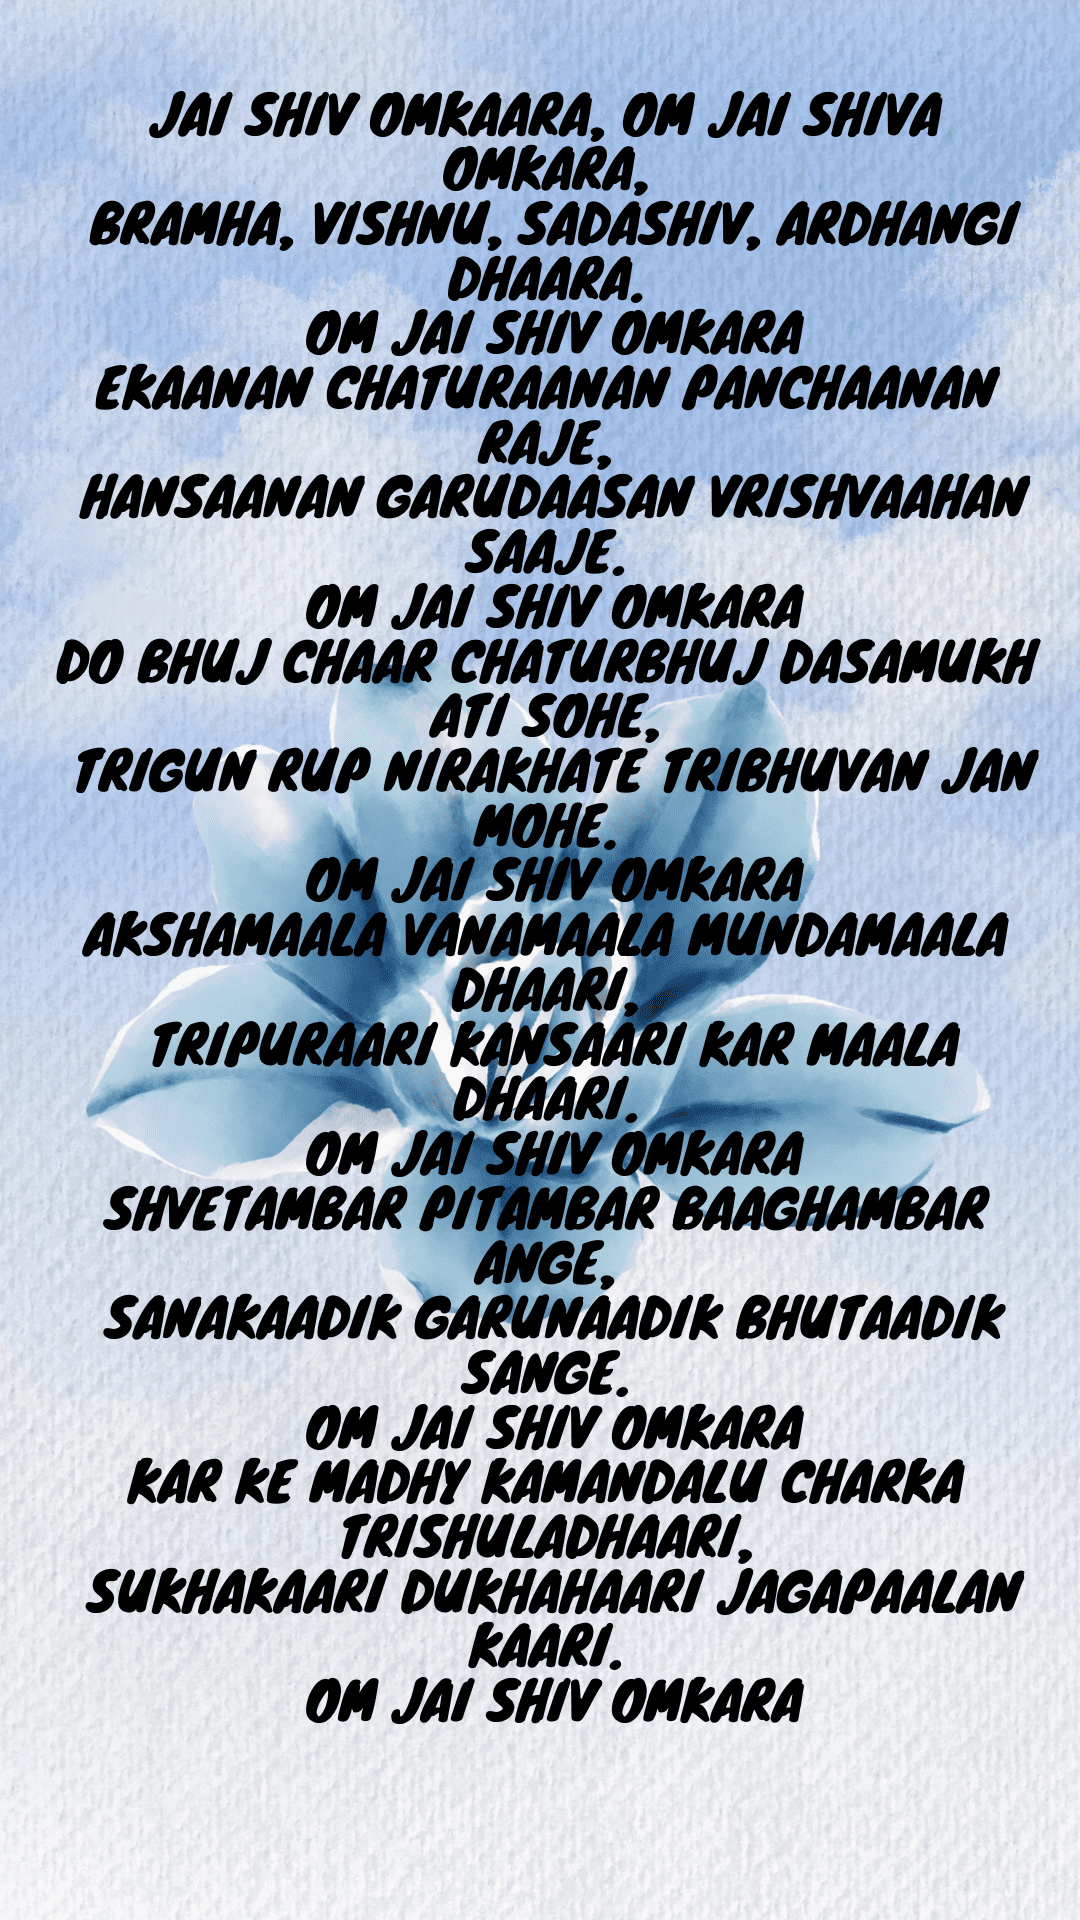 JAI SHIV OMKAARA, OM JAI SHIVA
OMKARA,
BRAMHA, VISHNU, SADASHIV, ARDHANGI
DHAARA.
OM JAI SHIV OMKARA
EKAANAN CHATURAANAN PANCHAANAN
RAJE,
HANSAANAN GARUDAASAN VRISHVAAHAN
SAAJE.
OM JAI SHIV OMKARA
DO BHUJ CHAAR CHATURBHUJ DASAMUKH
ATI SOHE,
TRIGUN RUP NIRAKHATE TRIBHUVAN JAN
MOHE.
OM JAI SHIV OMKARA
AKSHAMAALA VANAMAALA MUNDAMAALA
DHAARI,
TRIPURAARI KANSAARI KAR MAALA
DHAARI.
OM JAI SHIV OMKARA
SHVETAMBAR PITAMBAR BAAGHAMBAR
ANGE,
SANAKAADIK GARUNAADIK BHUTAADIK
SANGE.
OM JAI SHIV OMKARA
KAR KE MADHY KAMANDALU CHARKA
TRISHULADHAARI,
SUKHAKAARI DUKHAHAARI JAGAPAALAN
KAARI.
OM JAI SHIV OMKARA